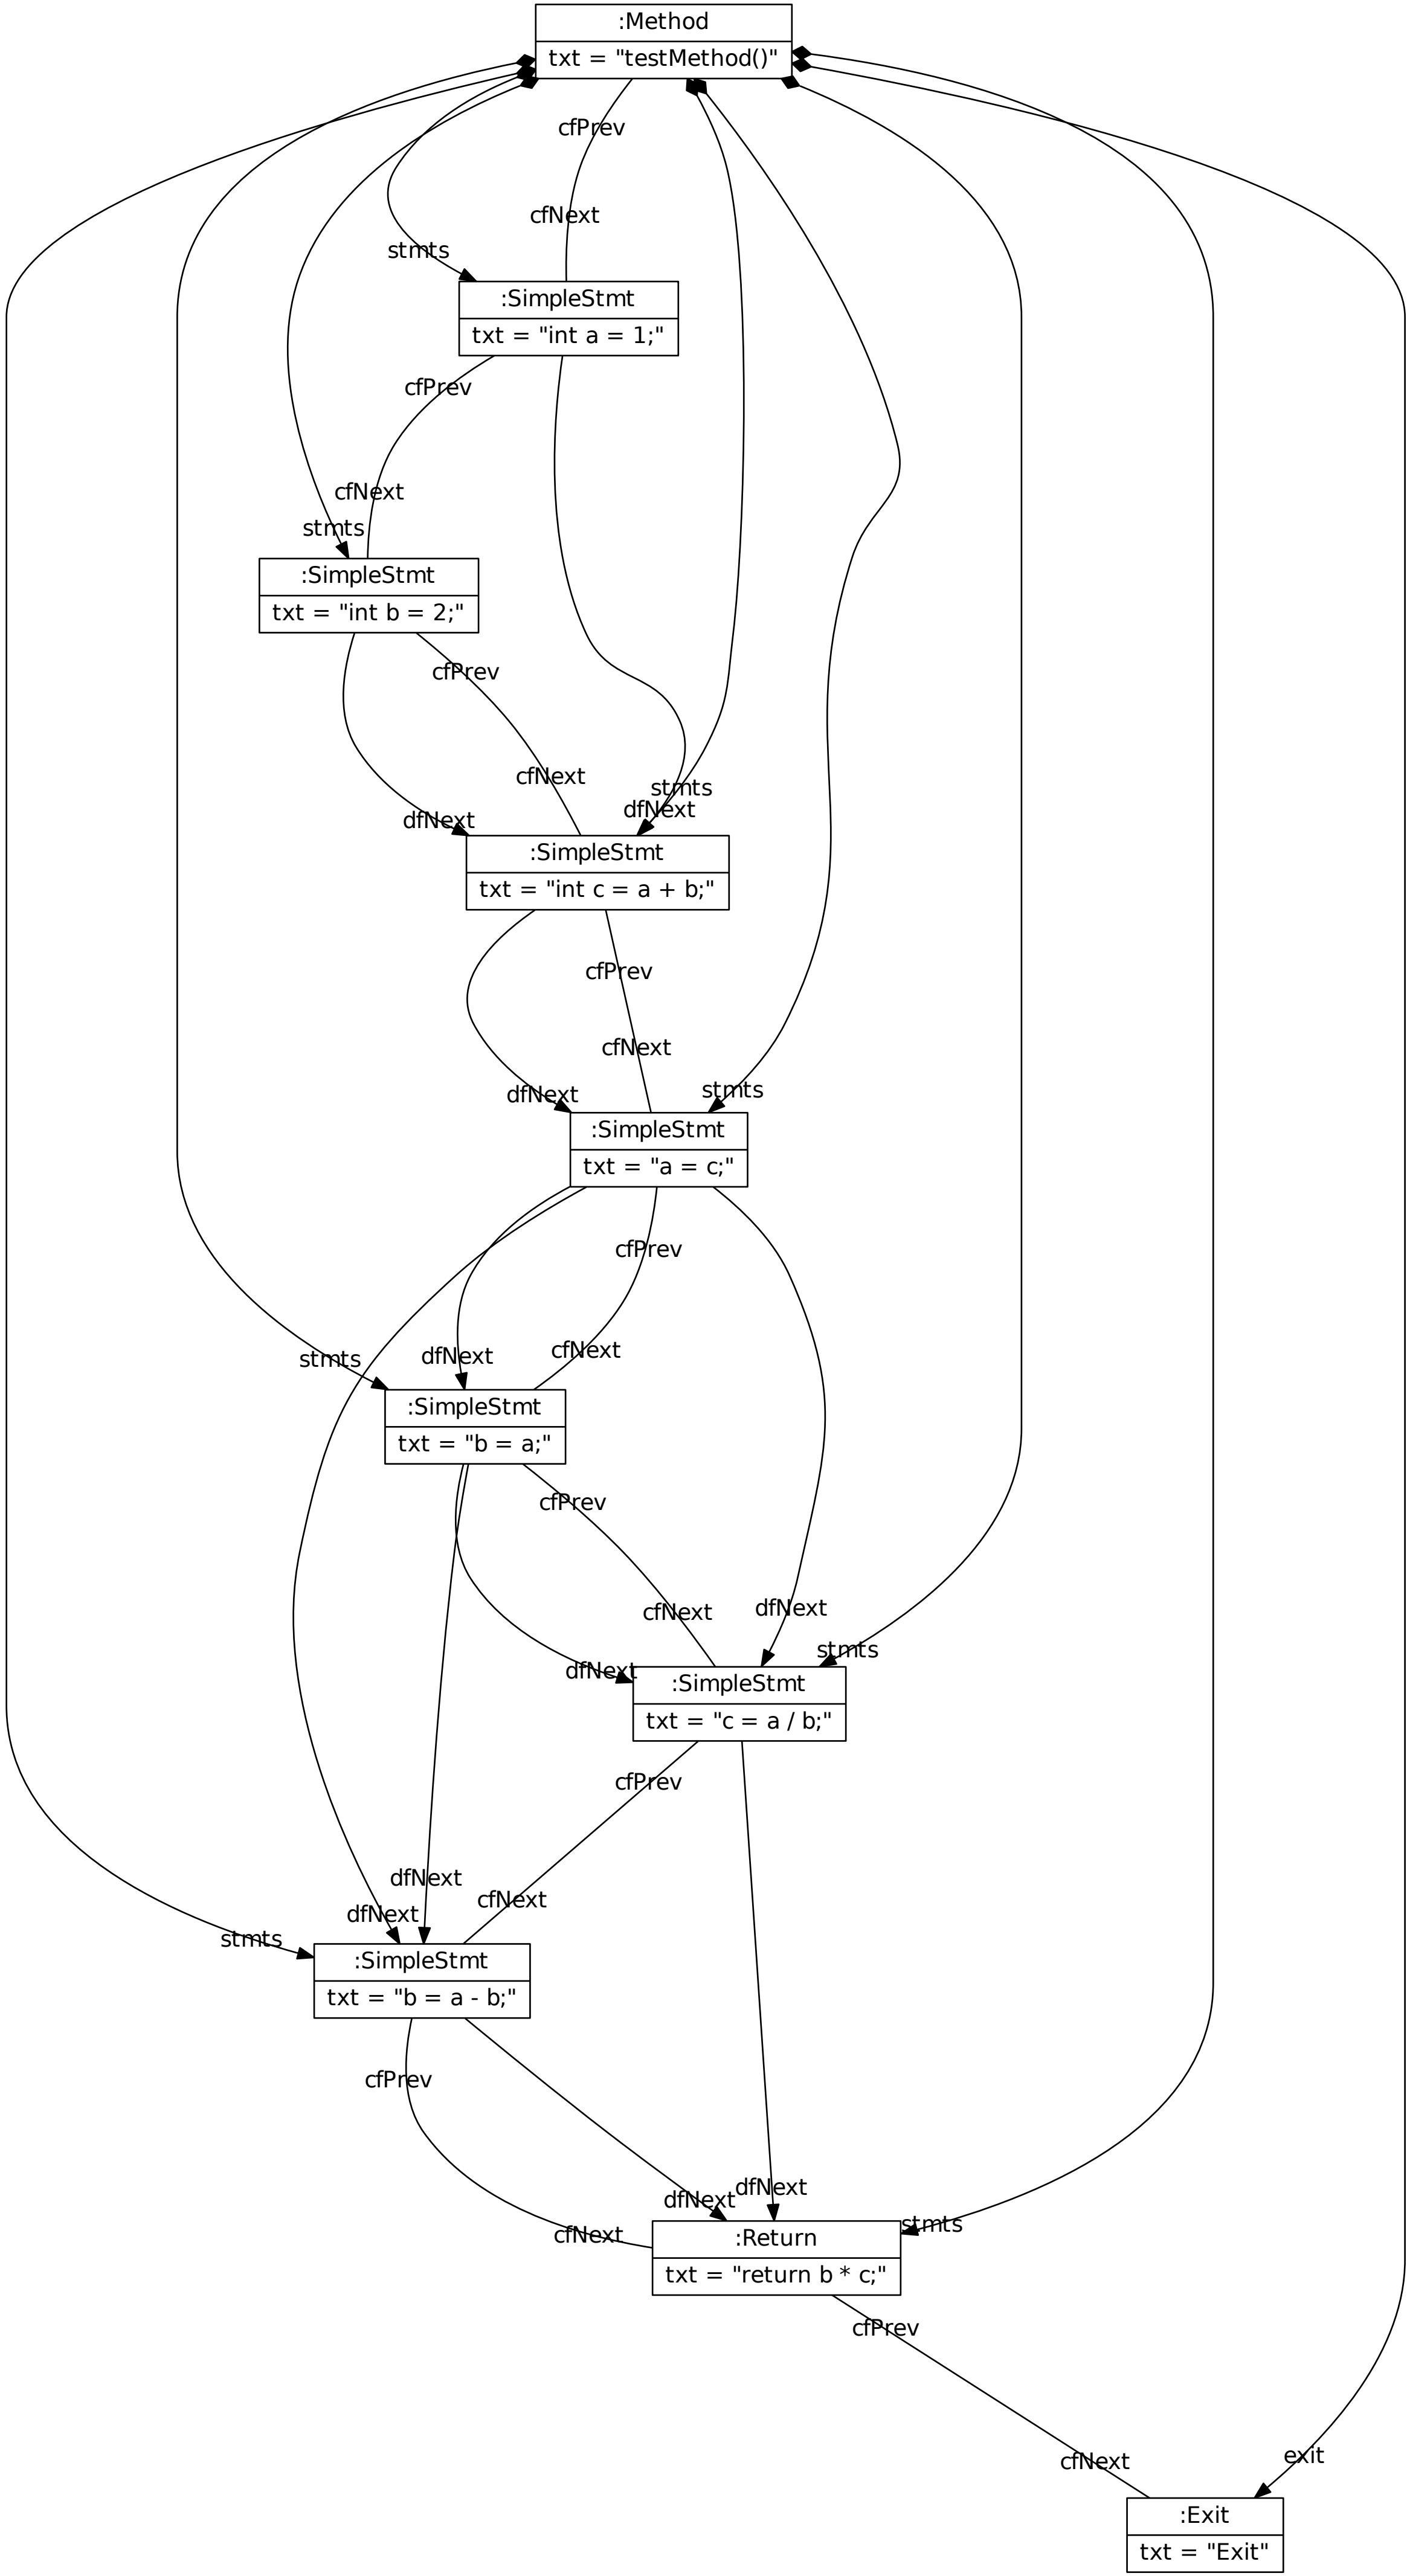 :Method
txt = "testMethod()"
cfPrev
cfNext
stmts
:SimpleStmt
txt = "int a = 1;"
cfPrev
cfNext
stmts
:SimpleStmt
txt = "int b = 2;"
cfPrev
cfNext
stmts
dfNext
dfNext
:SimpleStmt
txt = "int c = a + b;"
cfPrev
cfNext
stmts
dfNext
:SimpleStmt
txt = "a = c;"
cfPrev
cfNext
dfNext
stmts
:SimpleStmt
txt = "b = a;"
cfPrev
cfNext
dfNext
stmts
dfNext
:SimpleStmt
txt = "c = a / b;"
cfPrev
dfNext
cfNext
dfNext
stmts
:SimpleStmt
txt = "b = a - b;"
cfPrev
dfNext
dfNext
stmts
cfNext
:Return
txt = "return b * c;"
cfPrev
exit
cfNext
:Exit
txt = "Exit"